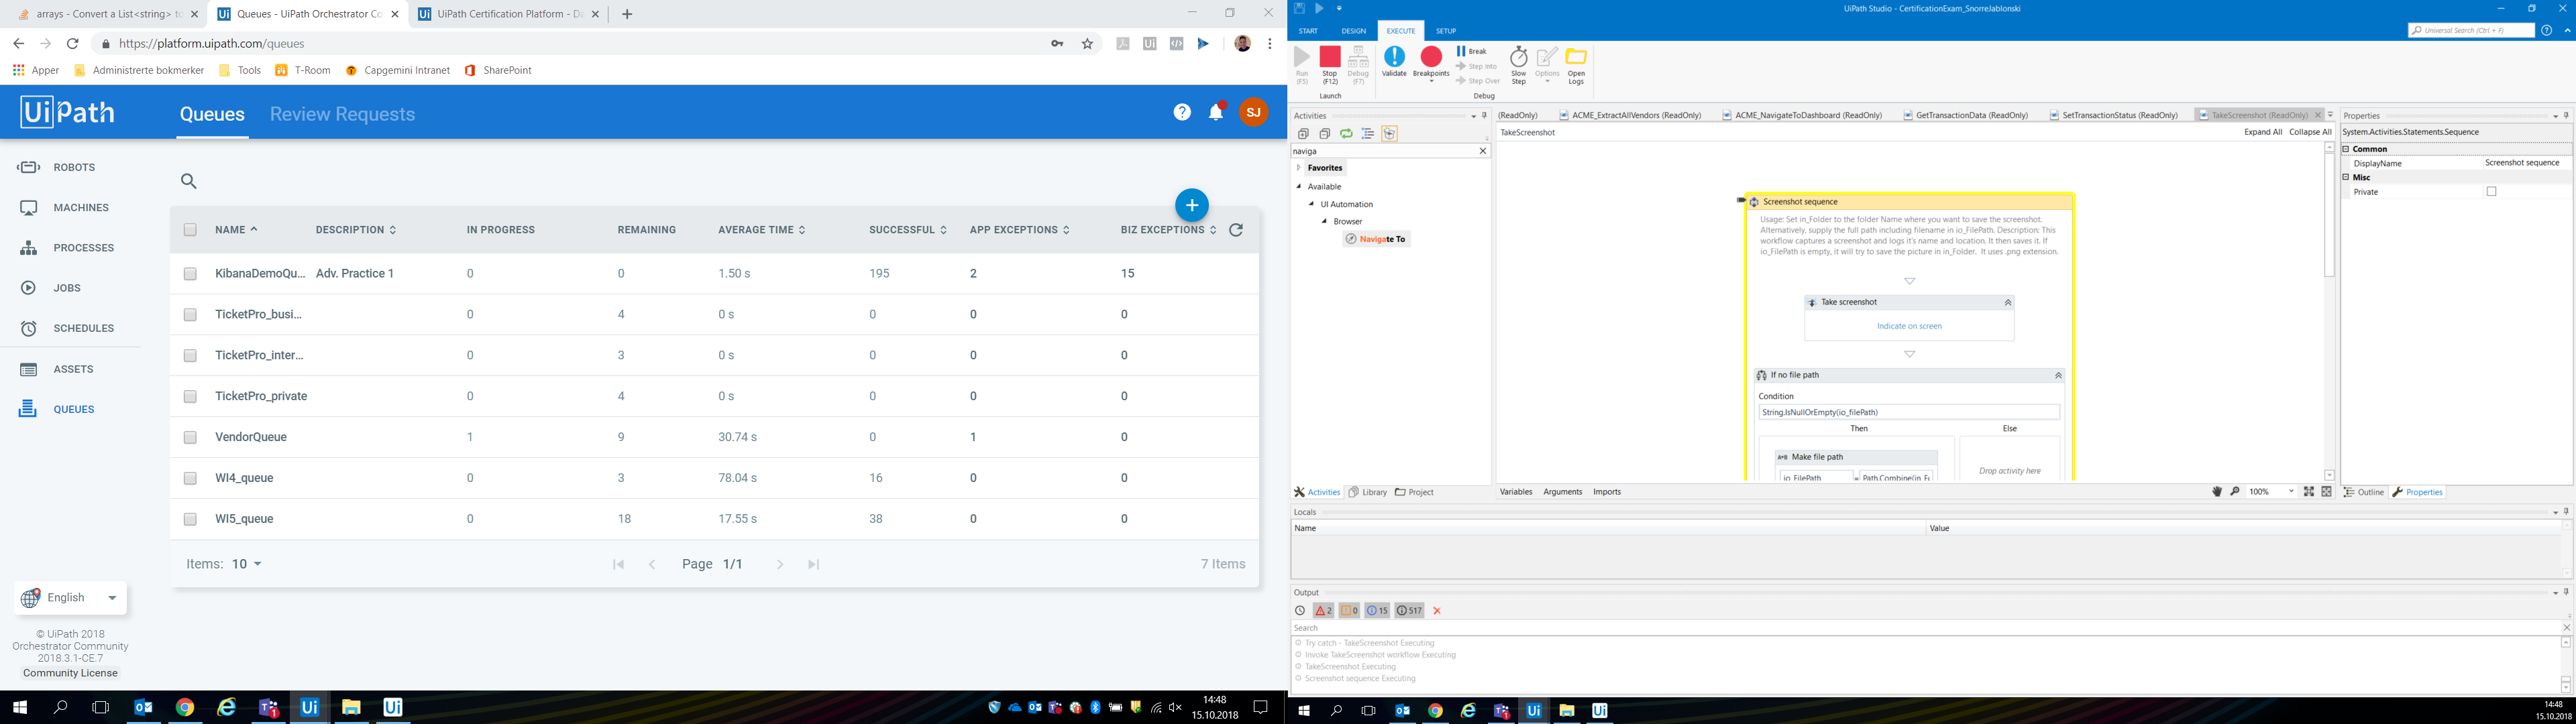 arrays - Convert a List<string> to
Queues - UiPath Orchestrator Co
UiPath Certification Platform - Da
https://platform.uipath.com/queues
Apper
Administrerte bokmerker
Tools
T-Room
Capgemini Intranet
SharePoint
UiPath
Queues
Review Requests
SJ
ROBOTS
MACHINES
PROCESSES
JOBS
SCHEDULES
ASSETS
QUEUES
NAME DESCRIPTION IN PROGRESS REMAINING AVERAGE TIME SUCCESSFUL APP EXCEPTIONS BIZ EXCEPTIONS
KibanaDemoQu... Adv. Practice 1 0 0 1.50 s 195 2 15
TicketPro_busi... 0 4 0 s 0 0 0
TicketPro_inter... 0 3 0 s 0 0 0
TicketPro_private 0 4 0 s 0 0 0
VendorQueue 1 9 30.74 s 0 1 0
WI4_queue 0 3 78.04 s 16 0 0
WI5_queue 0 18 17.55 s 38 0 0
Items: 10
Page 1/1
7 Items
English
© UiPath 2018
Orchestrator Community
2018.3.1-CE.7
Community License
14:48
15.10.2018
UiPath Studio - CertificationExam_SnorreJablonski
START DESIGN EXECUTE SETUP
Universal Search (Ctrl + F)
Run (F5)
Stop (F12)
Debug (F7)
Launch
Validate
Breakpoints
Break
Step Into
Step Over
Slow Step
Options
Open Logs
Debug
Activities
naviga
Favorites
Available
UI Automation
Browser
Navigate To
Activities Library Project
(ReadOnly)
ACME_ExtractAllVendors (ReadOnly)
ACME_NavigateToDashboard (ReadOnly)
GetTransactionData (ReadOnly)
SetTransactionStatus (ReadOnly)
TakeScreenshot (ReadOnly)
TakeScreenshot
Expand All Collapse All
Screenshot sequence
Usage: Set in_Folder to the folder Name where you want to save the screenshot.
Alternatively, supply the full path including filename in io_FilePath. Description: This
workflow captures a screenshot and logs it's name and location. It then saves it. If
io_FilePath is empty, it will try to save the picture in in_Folder. It uses .png extension.
Take screenshot
Indicate on screen
If no file path
Condition
String.IsNullOrEmpty(io_filePath)
Then Else
A+B Make file path
io_FilePath = Path.Combine(in_Fo
Drop activity here
Variables Arguments Imports
100%
Properties
System.Activities.Statements.Sequence
Common
DisplayName Screenshot sequence
Misc
Private
Outline Properties
Locals
Name Value
Output
2 0 15 517
Search
Try catch - TakeScreenshot Executing
Invoke TakeScreenshot workflow Executing
TakeScreenshot Executing
Screenshot sequence Executing
14:48
15.10.2018